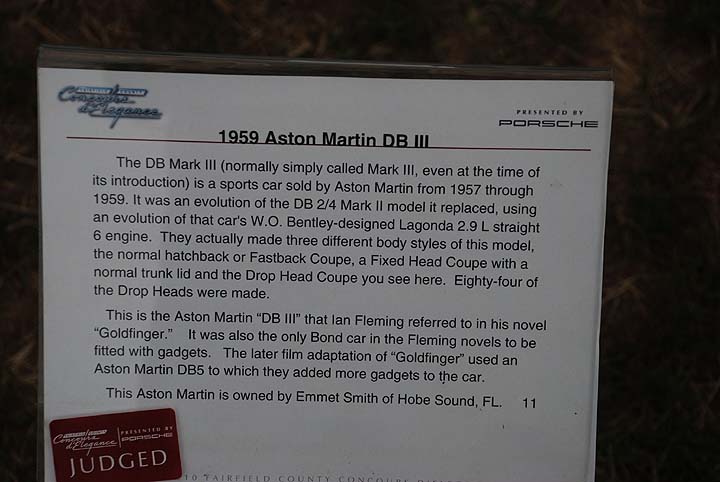 FAIRFIELD COUNTY
Concours
d'Elegance
PRESENTED BY
PORSCHE
1959 Aston Martin DB III
The DB Mark III (normally simply called Mark III, even at the time of
its introduction) is a sports car sold by Aston Martin from 1957 through
1959. It was an evolution of the DB 2/4 Mark II model it replaced, using
an evolution of that car's W.O. Bentley-designed Lagonda 2.9 L straight
6 engine. They actually made three different body styles of this model,
the normal hatchback or Fastback Coupe, a Fixed Head Coupe with a
normal trunk lid and the Drop Head Coupe you see here. Eighty-four of
the Drop Heads were made.
This is the Aston Martin “DB III” that Ian Fleming referred to in his novel
“Goldfinger.” It was also the only Bond car in the Fleming novels to be
fitted with gadgets. The later film adaptation of “Goldfinger” used an
Aston Martin DB5 to which they added more gadgets to the car.
This Aston Martin is owned by Emmet Smith of Hobe Sound, FL. 11
FAIRFIELD COUNTY
Concours
d'Elegance
PRESENTED BY
PORSCHE
JUDGED
10 FAIRFIELD COUNTY CONCOURS